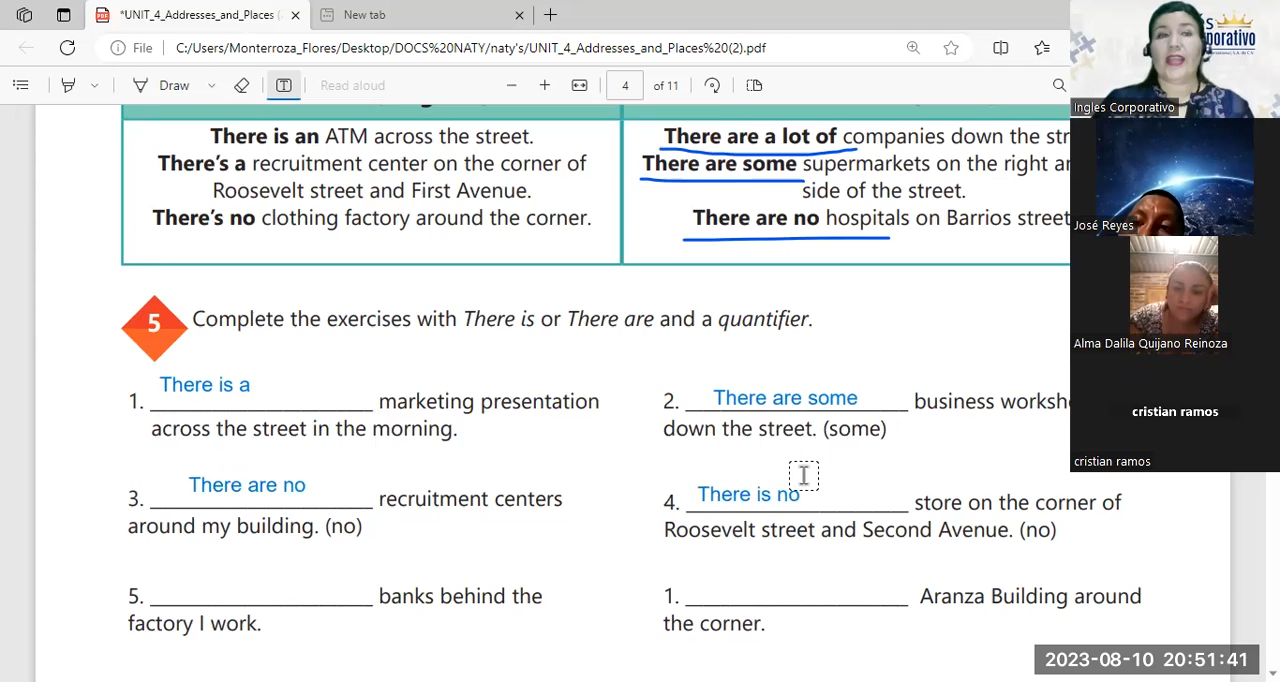 *UNIT_4_Addresses_and_Places (
New tab
File
C:/Users/Monterroza_Flores/Desktop/DOCS%20NATY/naty's/UNIT_4_Addresses_and_Places%20(2).pdf
Draw
Read aloud
4
of 11
There is an ATM across the street.
There's a recruitment center on the corner of
Roosevelt street and First Avenue.
There's no clothing factory around the corner.
There are a lot of companies down the str
There are some supermarkets on the right an
side of the street.
There are no hospitals on Barrios street
5 Complete the exercises with There is or There are and a quantifier.
There is a
1. ____________________ marketing presentation
across the street in the morning.
There are some
2. ____________________ business worksh
down the street. (some)
There are no
3. ____________________ recruitment centers
around my building. (no)
There is no
4. ____________________ store on the corner of
Roosevelt street and Second Avenue. (no)
5. ____________________ banks behind the
factory I work.
1. ____________________ Aranza Building around
the corner.
Ingles Corporativo
José Reyes
Alma Dalila Quijano Reinoza
cristian ramos
cristian ramos
2023-08-10 20:51:41